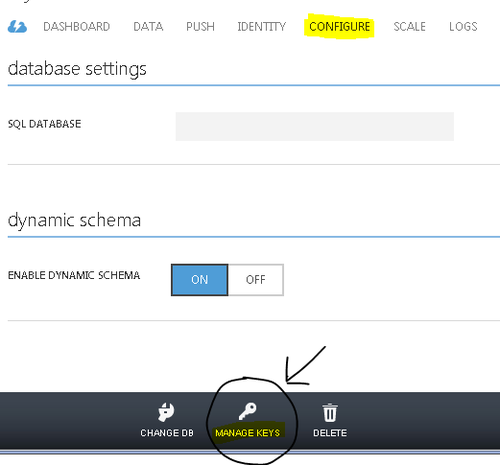 DASHBOARD DATA PUSH IDENTITY CONFIGURE SCALE LOGS
database settings
SQL DATABASE
dynamic schema
ENABLE DYNAMIC SCHEMA ON OFF
CHANGE DB MANAGE KEYS DELETE